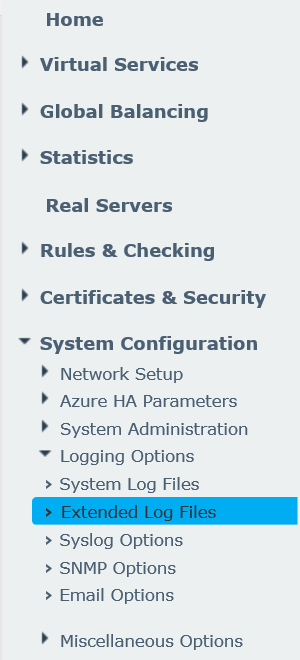 Home
Virtual Services
Global Balancing
Statistics
Real Servers
Rules & Checking
Certificates & Security
System Configuration
Network Setup
Azure HA Parameters
System Administration
Logging Options
System Log Files
Extended Log Files
Syslog Options
SNMP Options
Email Options
Miscellaneous Options